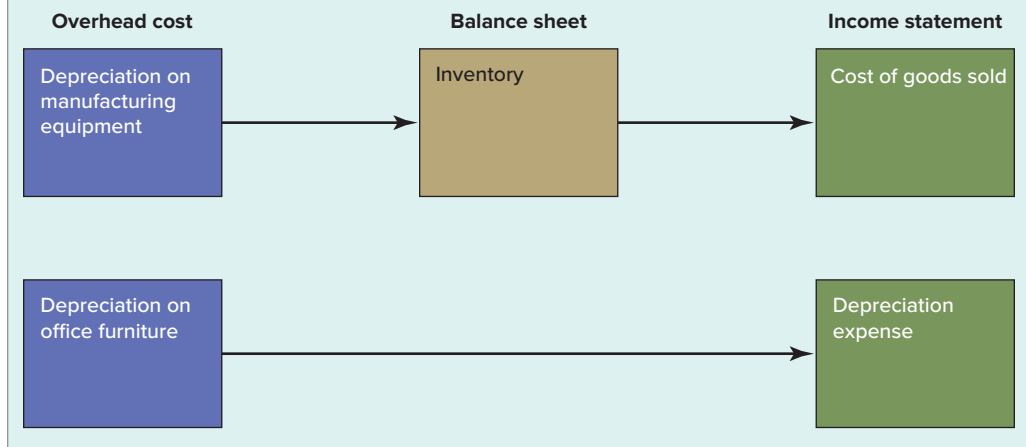 Overhead cost
Balance sheet
Income statement
Depreciation on
manufacturing
equipment
Inventory
Cost of goods sold
Depreciation on
office furniture
Depreciation
expense